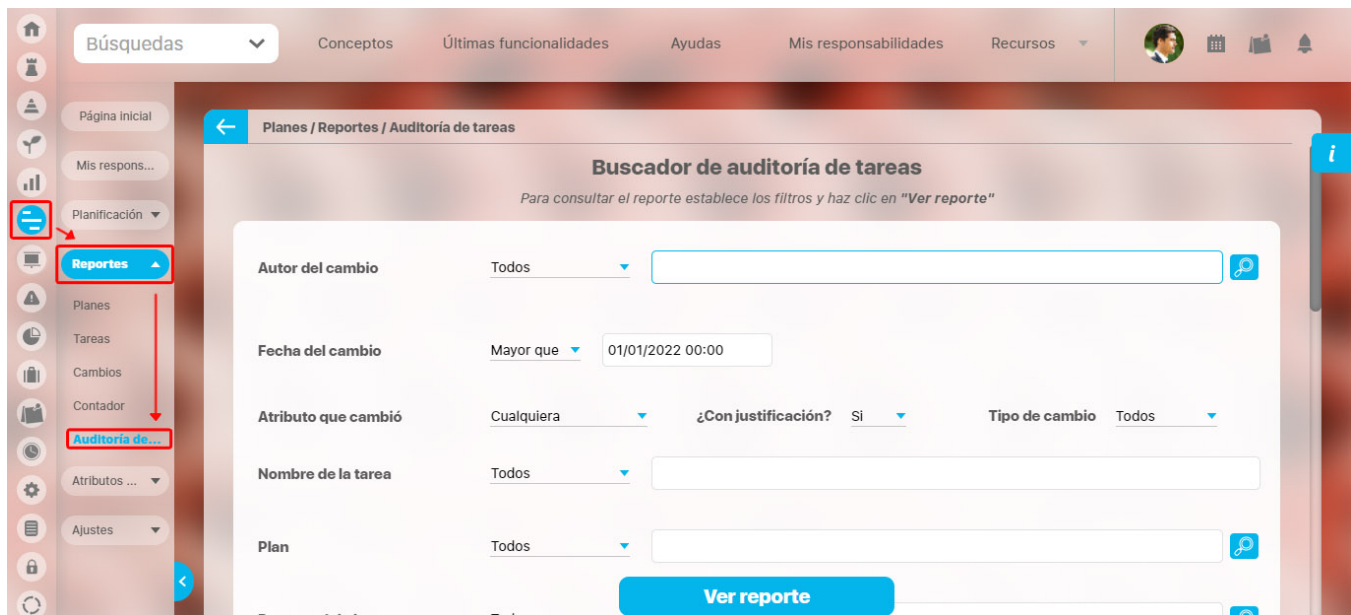 Búsquedas
Conceptos
Últimas funcionalidades
Ayudas
Mis responsabilidades
Recursos
Página inicial
Mis respons...
Planificación
Reportes
Planes
Tareas
Cambios
Contador
Auditoría de...
Atributos ...
Ajustes
Planes / Reportes / Auditoría de tareas
i
Buscador de auditoría de tareas
Para consultar el reporte establece los filtros y haz clic en "Ver reporte"
Autor del cambio Todos
Fecha del cambio Mayor que 01/01/2022 00:00
Atributo que cambió Cualquiera ¿Con justificación? Si Tipo de cambio Todos
Nombre de la tarea Todos
Plan Todos
Ver reporte